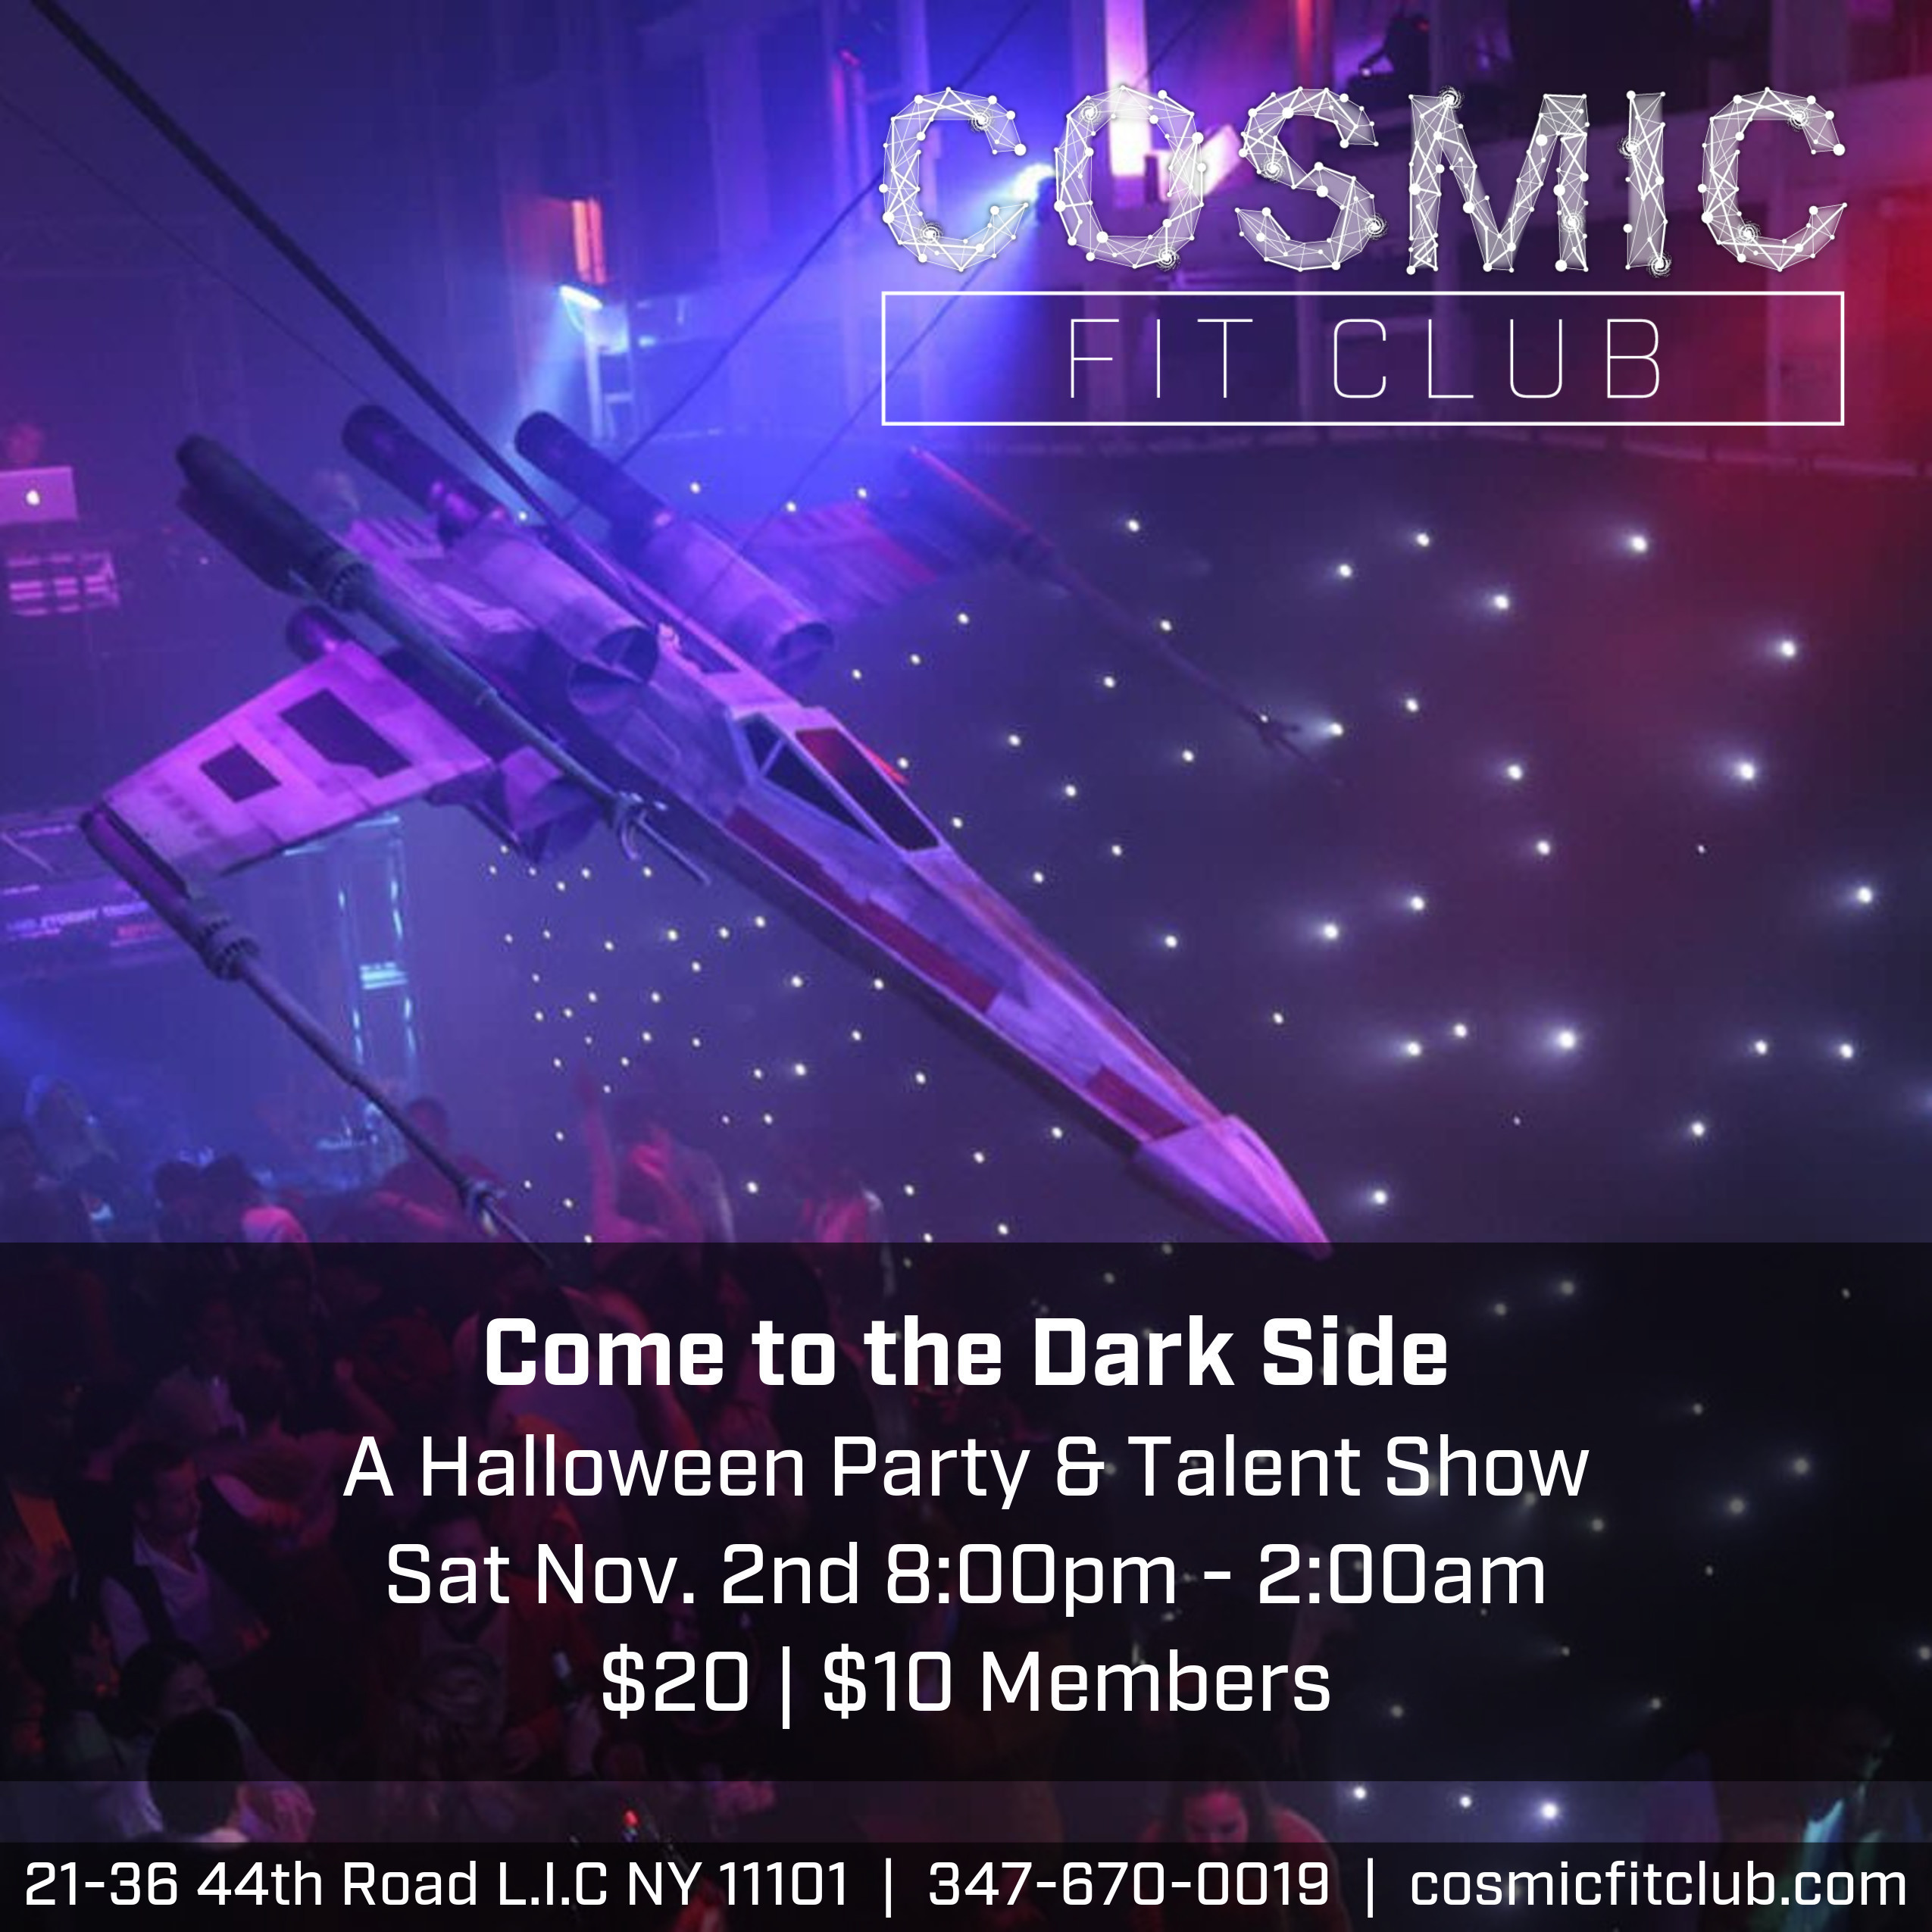 COSMIC
FIT CLUB
Come to the Dark Side
A Halloween Party & Talent Show
Sat Nov. 2nd 8:00pm - 2:00am
$20 | $10 Members
21-36 44th Road L.I.C NY 11101 | 347-670-0019 | cosmicfitclub.com